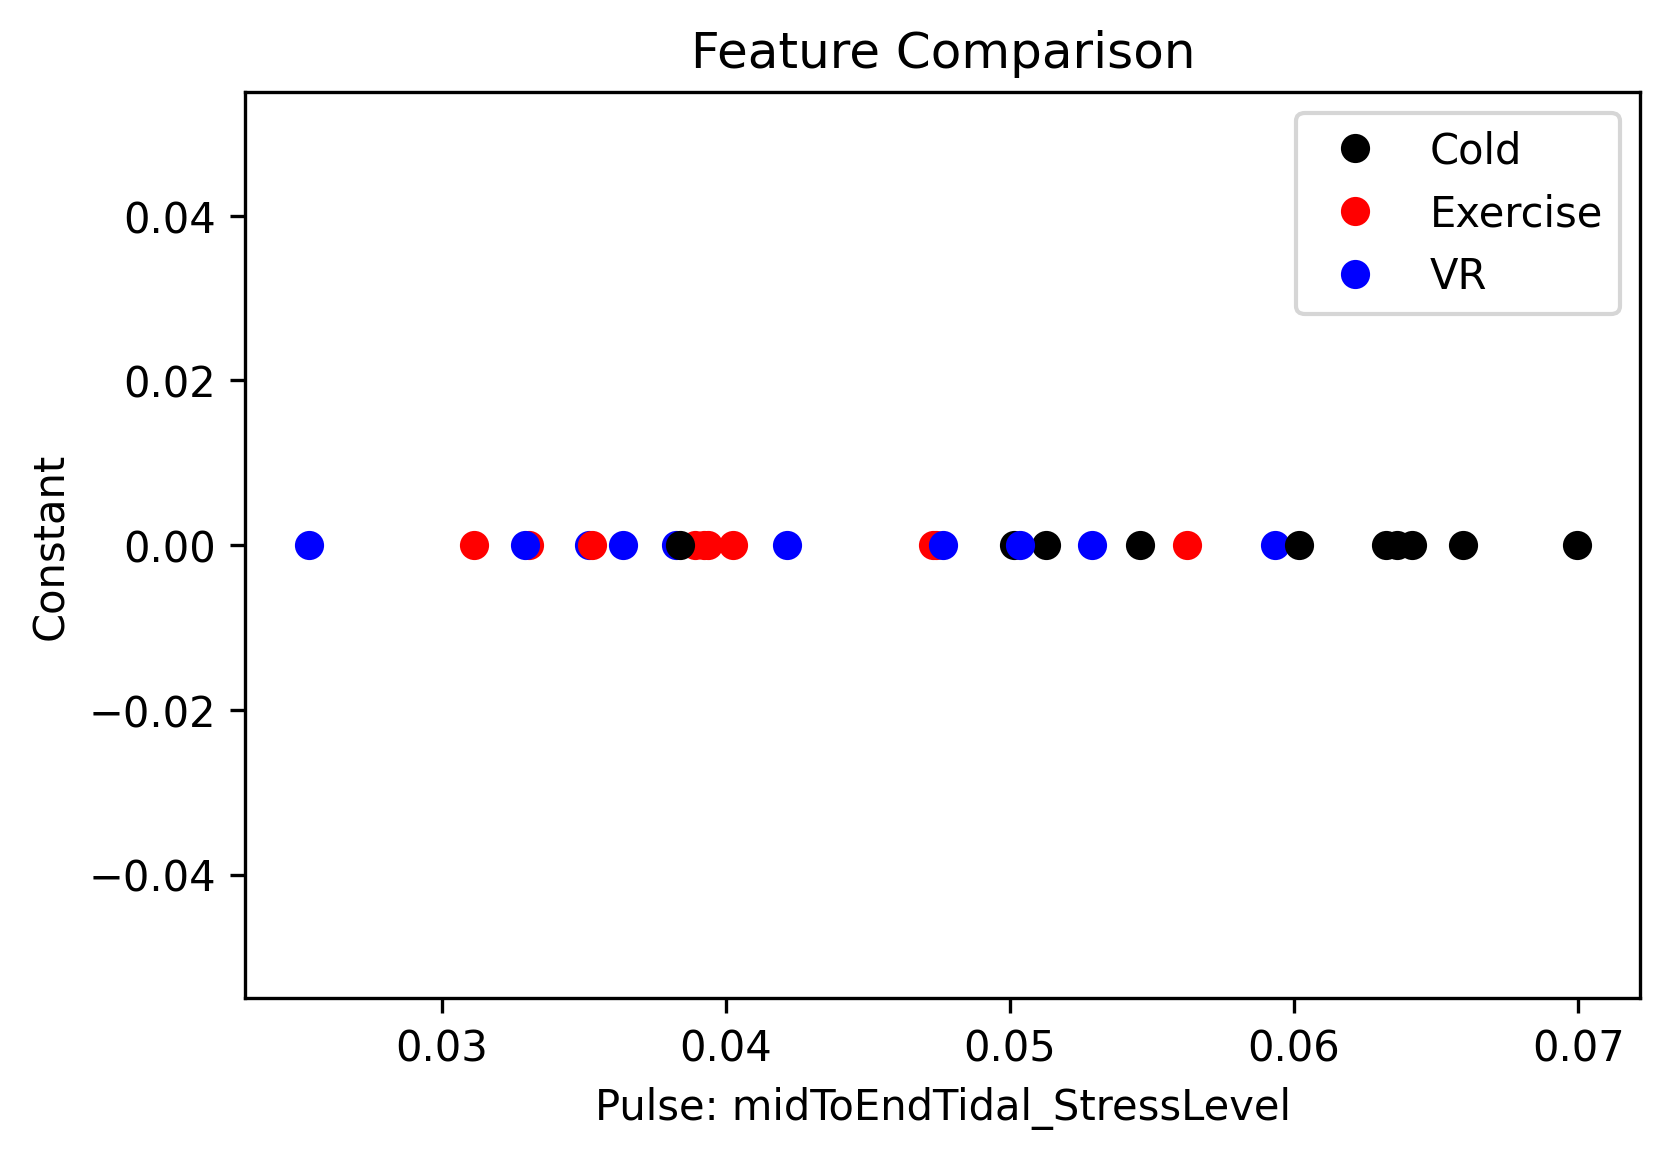 Feature Comparison
Cold
Exercise
VR
Constant
0.04
0.02
0.00
−0.02
−0.04
0.03 0.04 0.05 0.06 0.07
Pulse: midToEndTidal_StressLevel